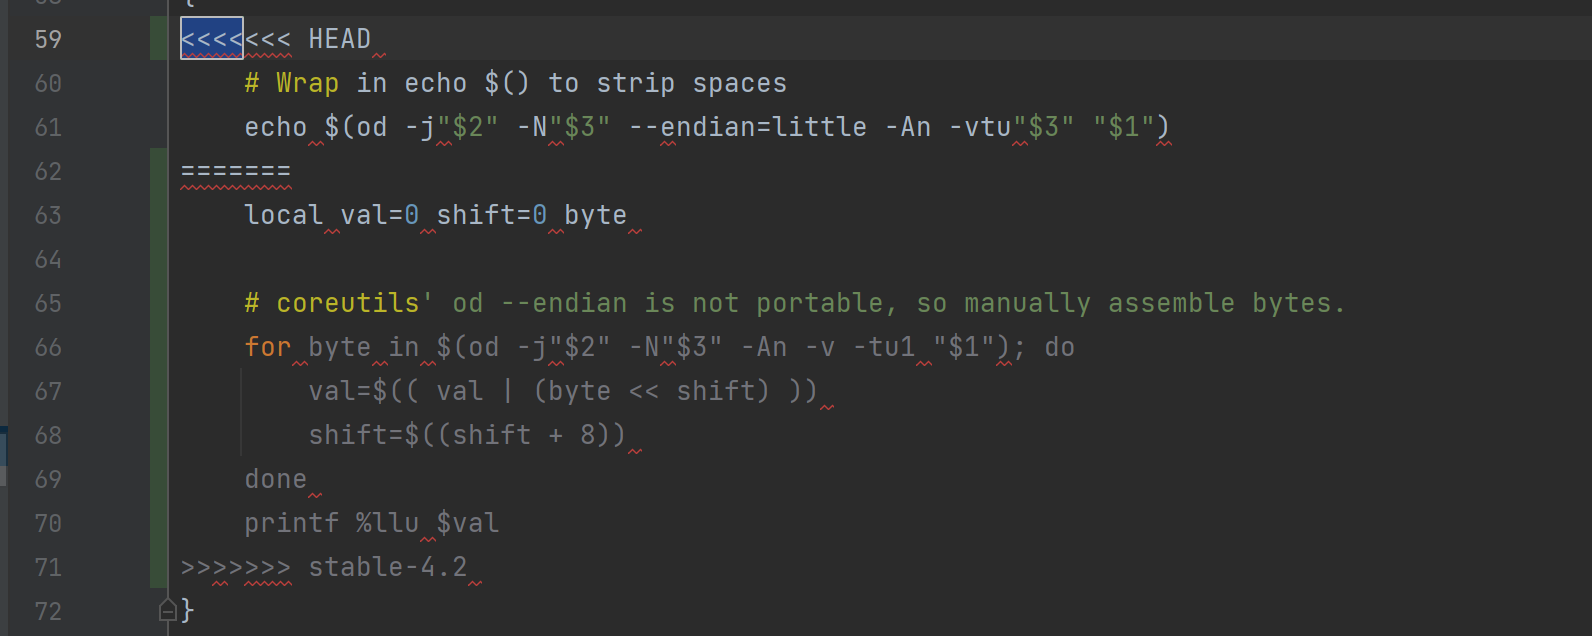 {
59 <<<<<<< HEAD
60     # Wrap in echo $() to strip spaces
61     echo $(od -j"$2" -N"$3" --endian=little -An -vtu"$3" "$1")
62 =======
63     local val=0 shift=0 byte
64
65     # coreutils' od --endian is not portable, so manually assemble bytes.
66     for byte in $(od -j"$2" -N"$3" -An -v -tu1 "$1"); do
67         val=$(( val | (byte << shift) ))
68         shift=$((shift + 8))
69     done
70     printf %llu $val
71 >>>>>>> stable-4.2
72 }